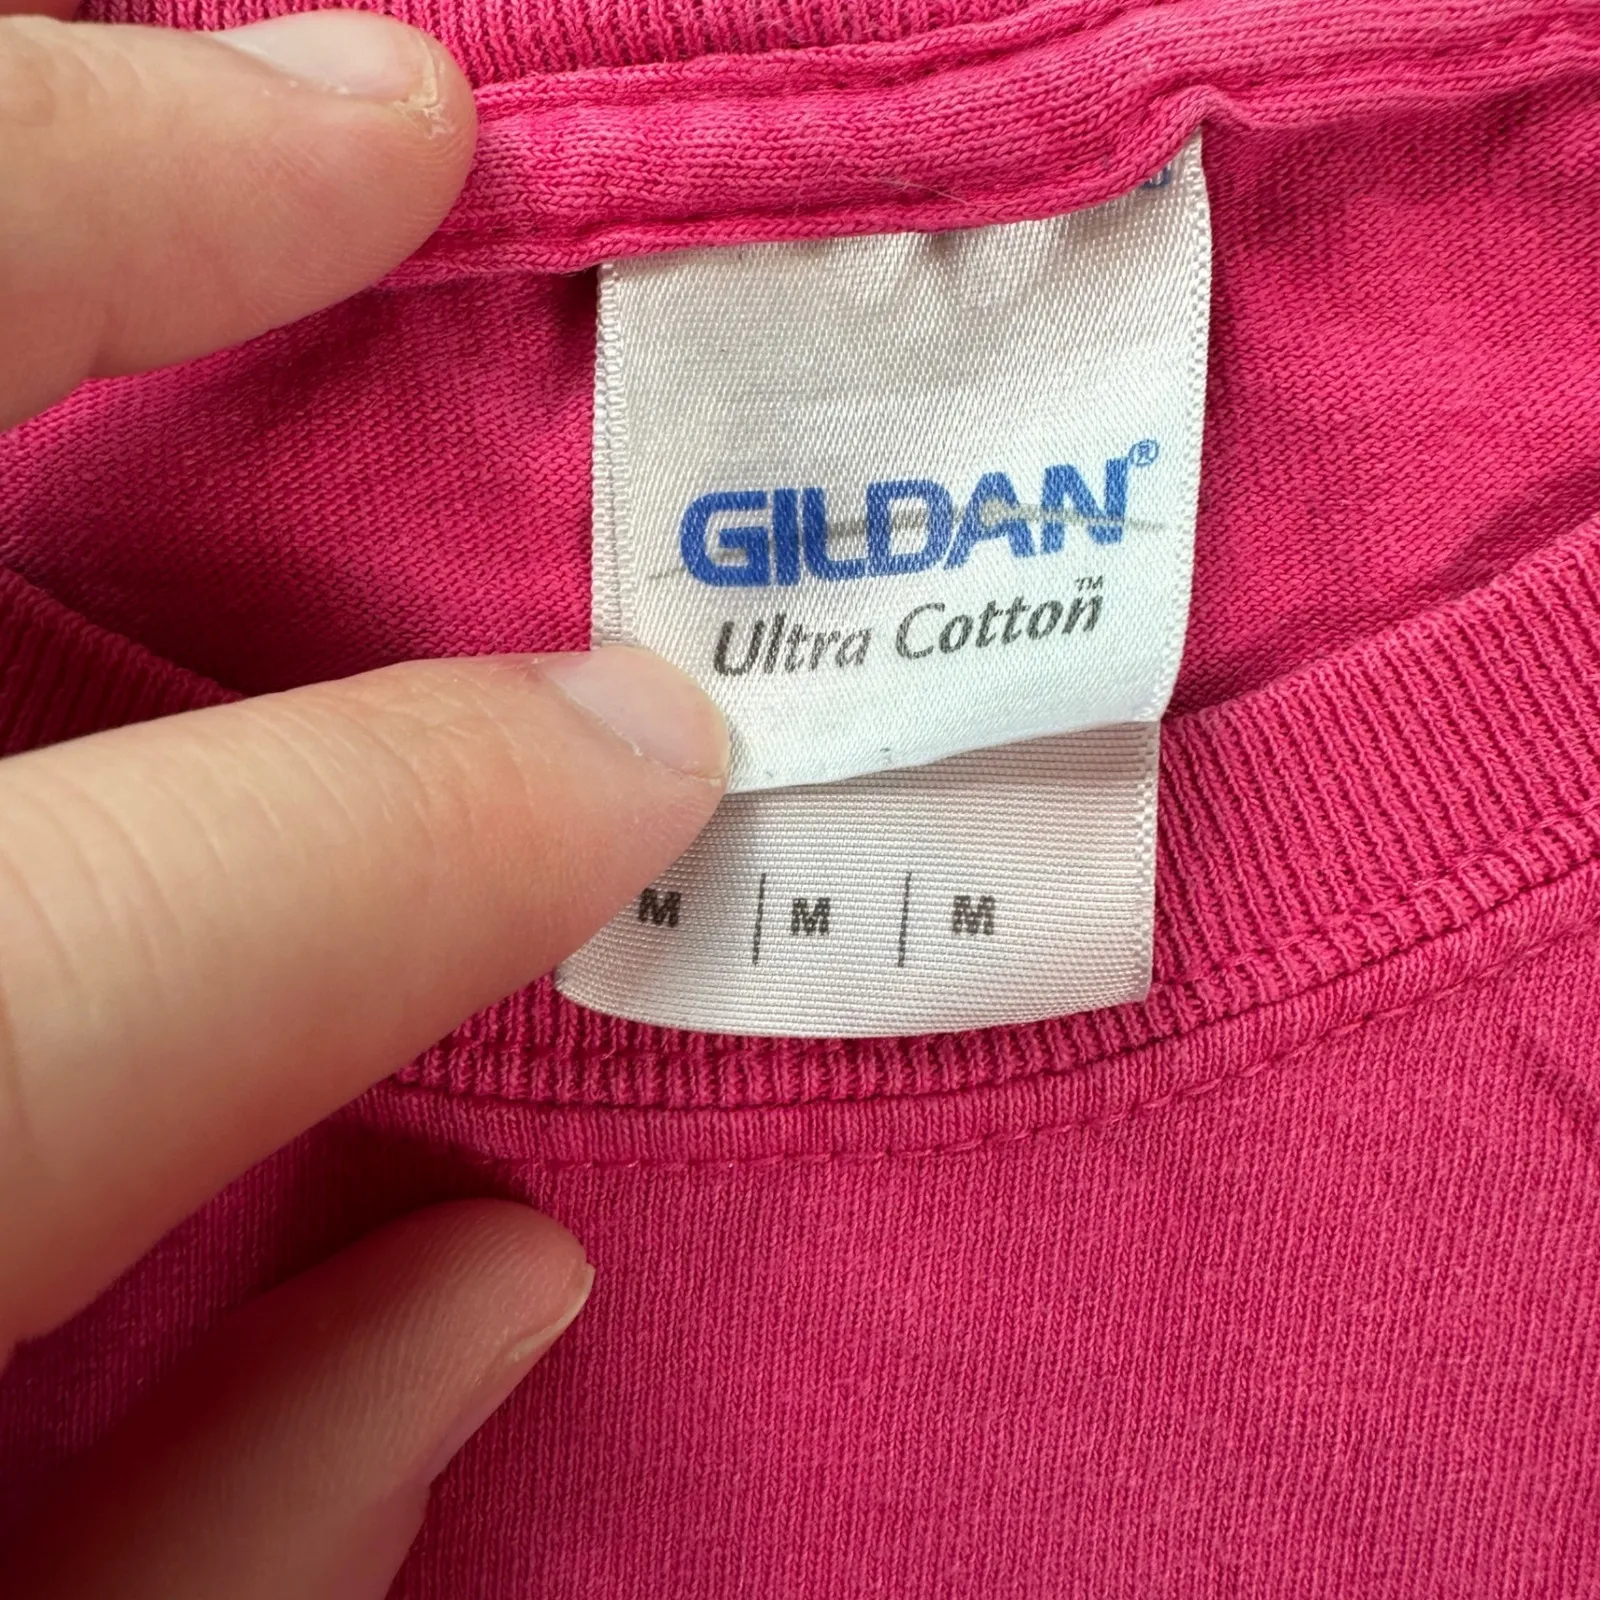 GILDAN®
Ultra Cotton™
M | M | M